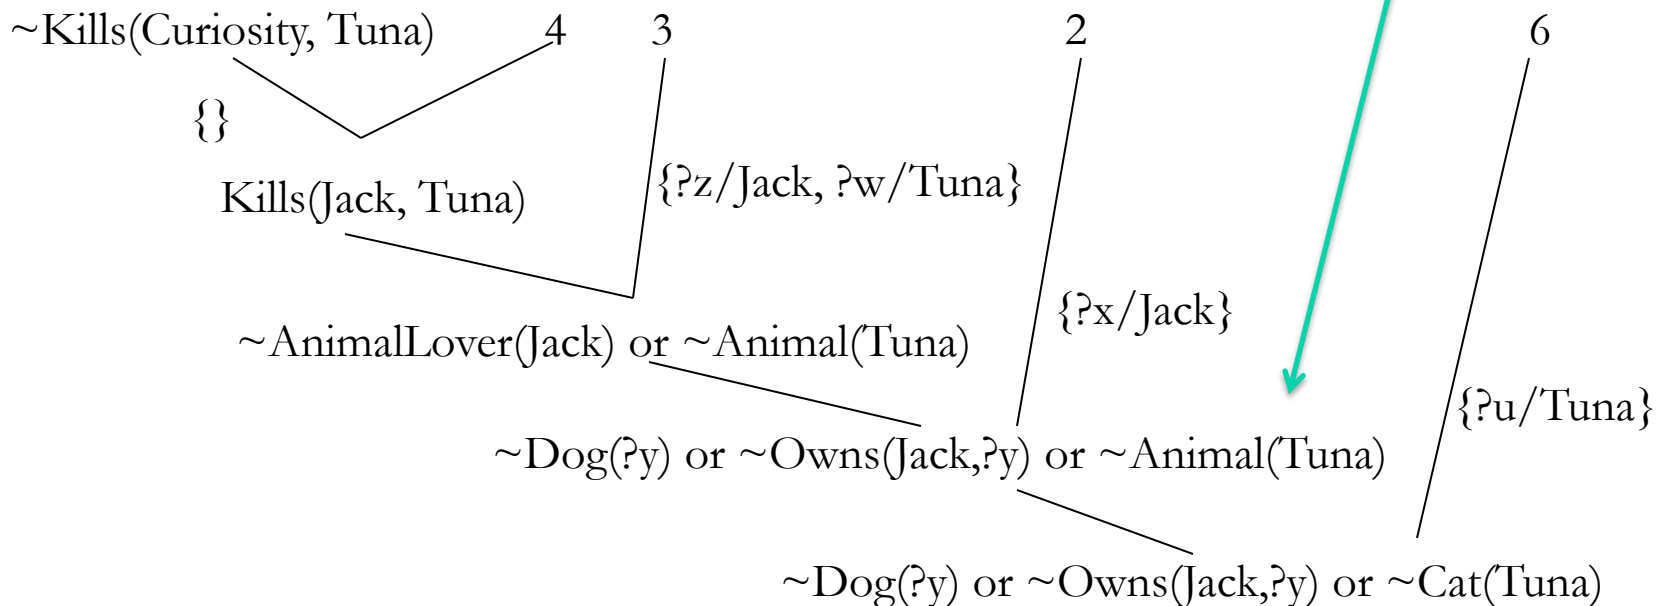 ~Kills(Curiosity, Tuna) 4 3 2 6
{}
{?z/Jack, ?w/Tuna}
Kills(Jack, Tuna)
{?x/Jack}
~AnimalLover(Jack) or ~Animal(Tuna)
{?u/Tuna}
~Dog(?y) or ~Owns(Jack,?y) or ~Animal(Tuna)
~Dog(?y) or ~Owns(Jack,?y) or ~Cat(Tuna)